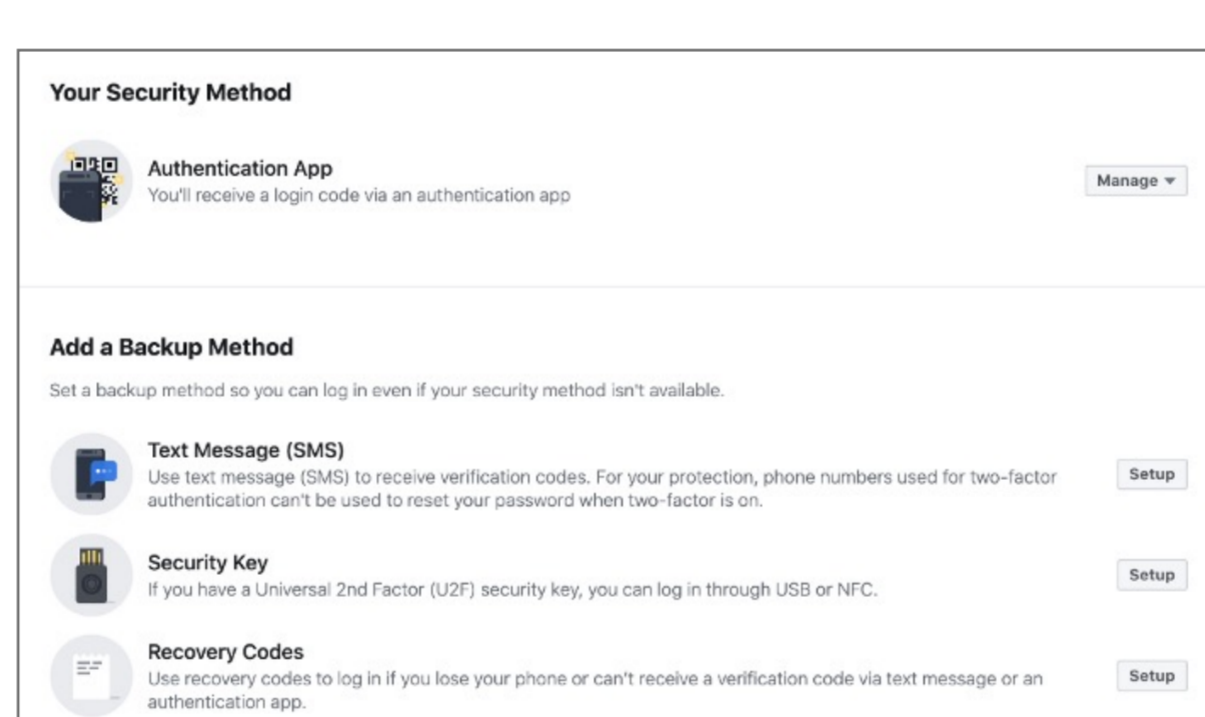 Your Security Method
Authentication App
You'll receive a login code via an authentication app
Manage
Add a Backup Method
Set a backup method so you can log in even if your security method isn't available.
Text Message (SMS)
Use text message (SMS) to receive verification codes. For your protection, phone numbers used for two-factor
authentication can't be used to reset your password when two-factor is on.
Setup
Security Key
If you have a Universal 2nd Factor (U2F) security key, you can log in through USB or NFC.
Setup
Recovery Codes
Use recovery codes to log in if you lose your phone or can't receive a verification code via text message or an
authentication app.
Setup